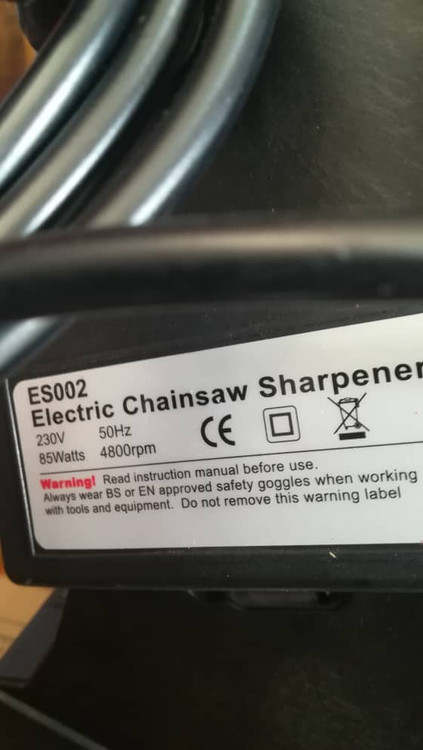 ES002
Electric Chainsaw Sharpener
230V 50Hz
85Watts 4800rpm
CE
Warning! Read instruction manual before use.
Always wear BS or EN approved safety goggles when working
with tools and equipment. Do not remove this warning label